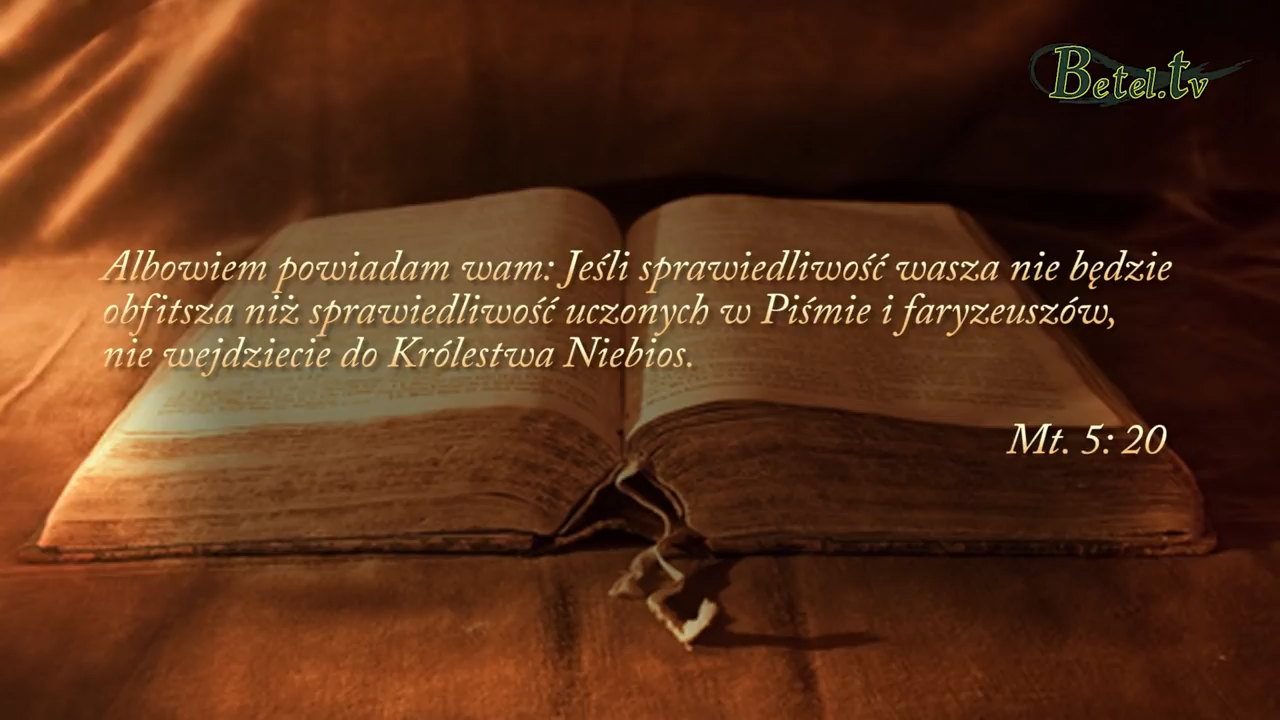 Betel.tv
Albowiem powiadam wam: Jeśli sprawiedliwość wasza nie będzie
obfitsza niż sprawiedliwość uczonych w Piśmie i faryzeuszów,
nie wejdziecie do Królestwa Niebios.
Mt. 5: 20